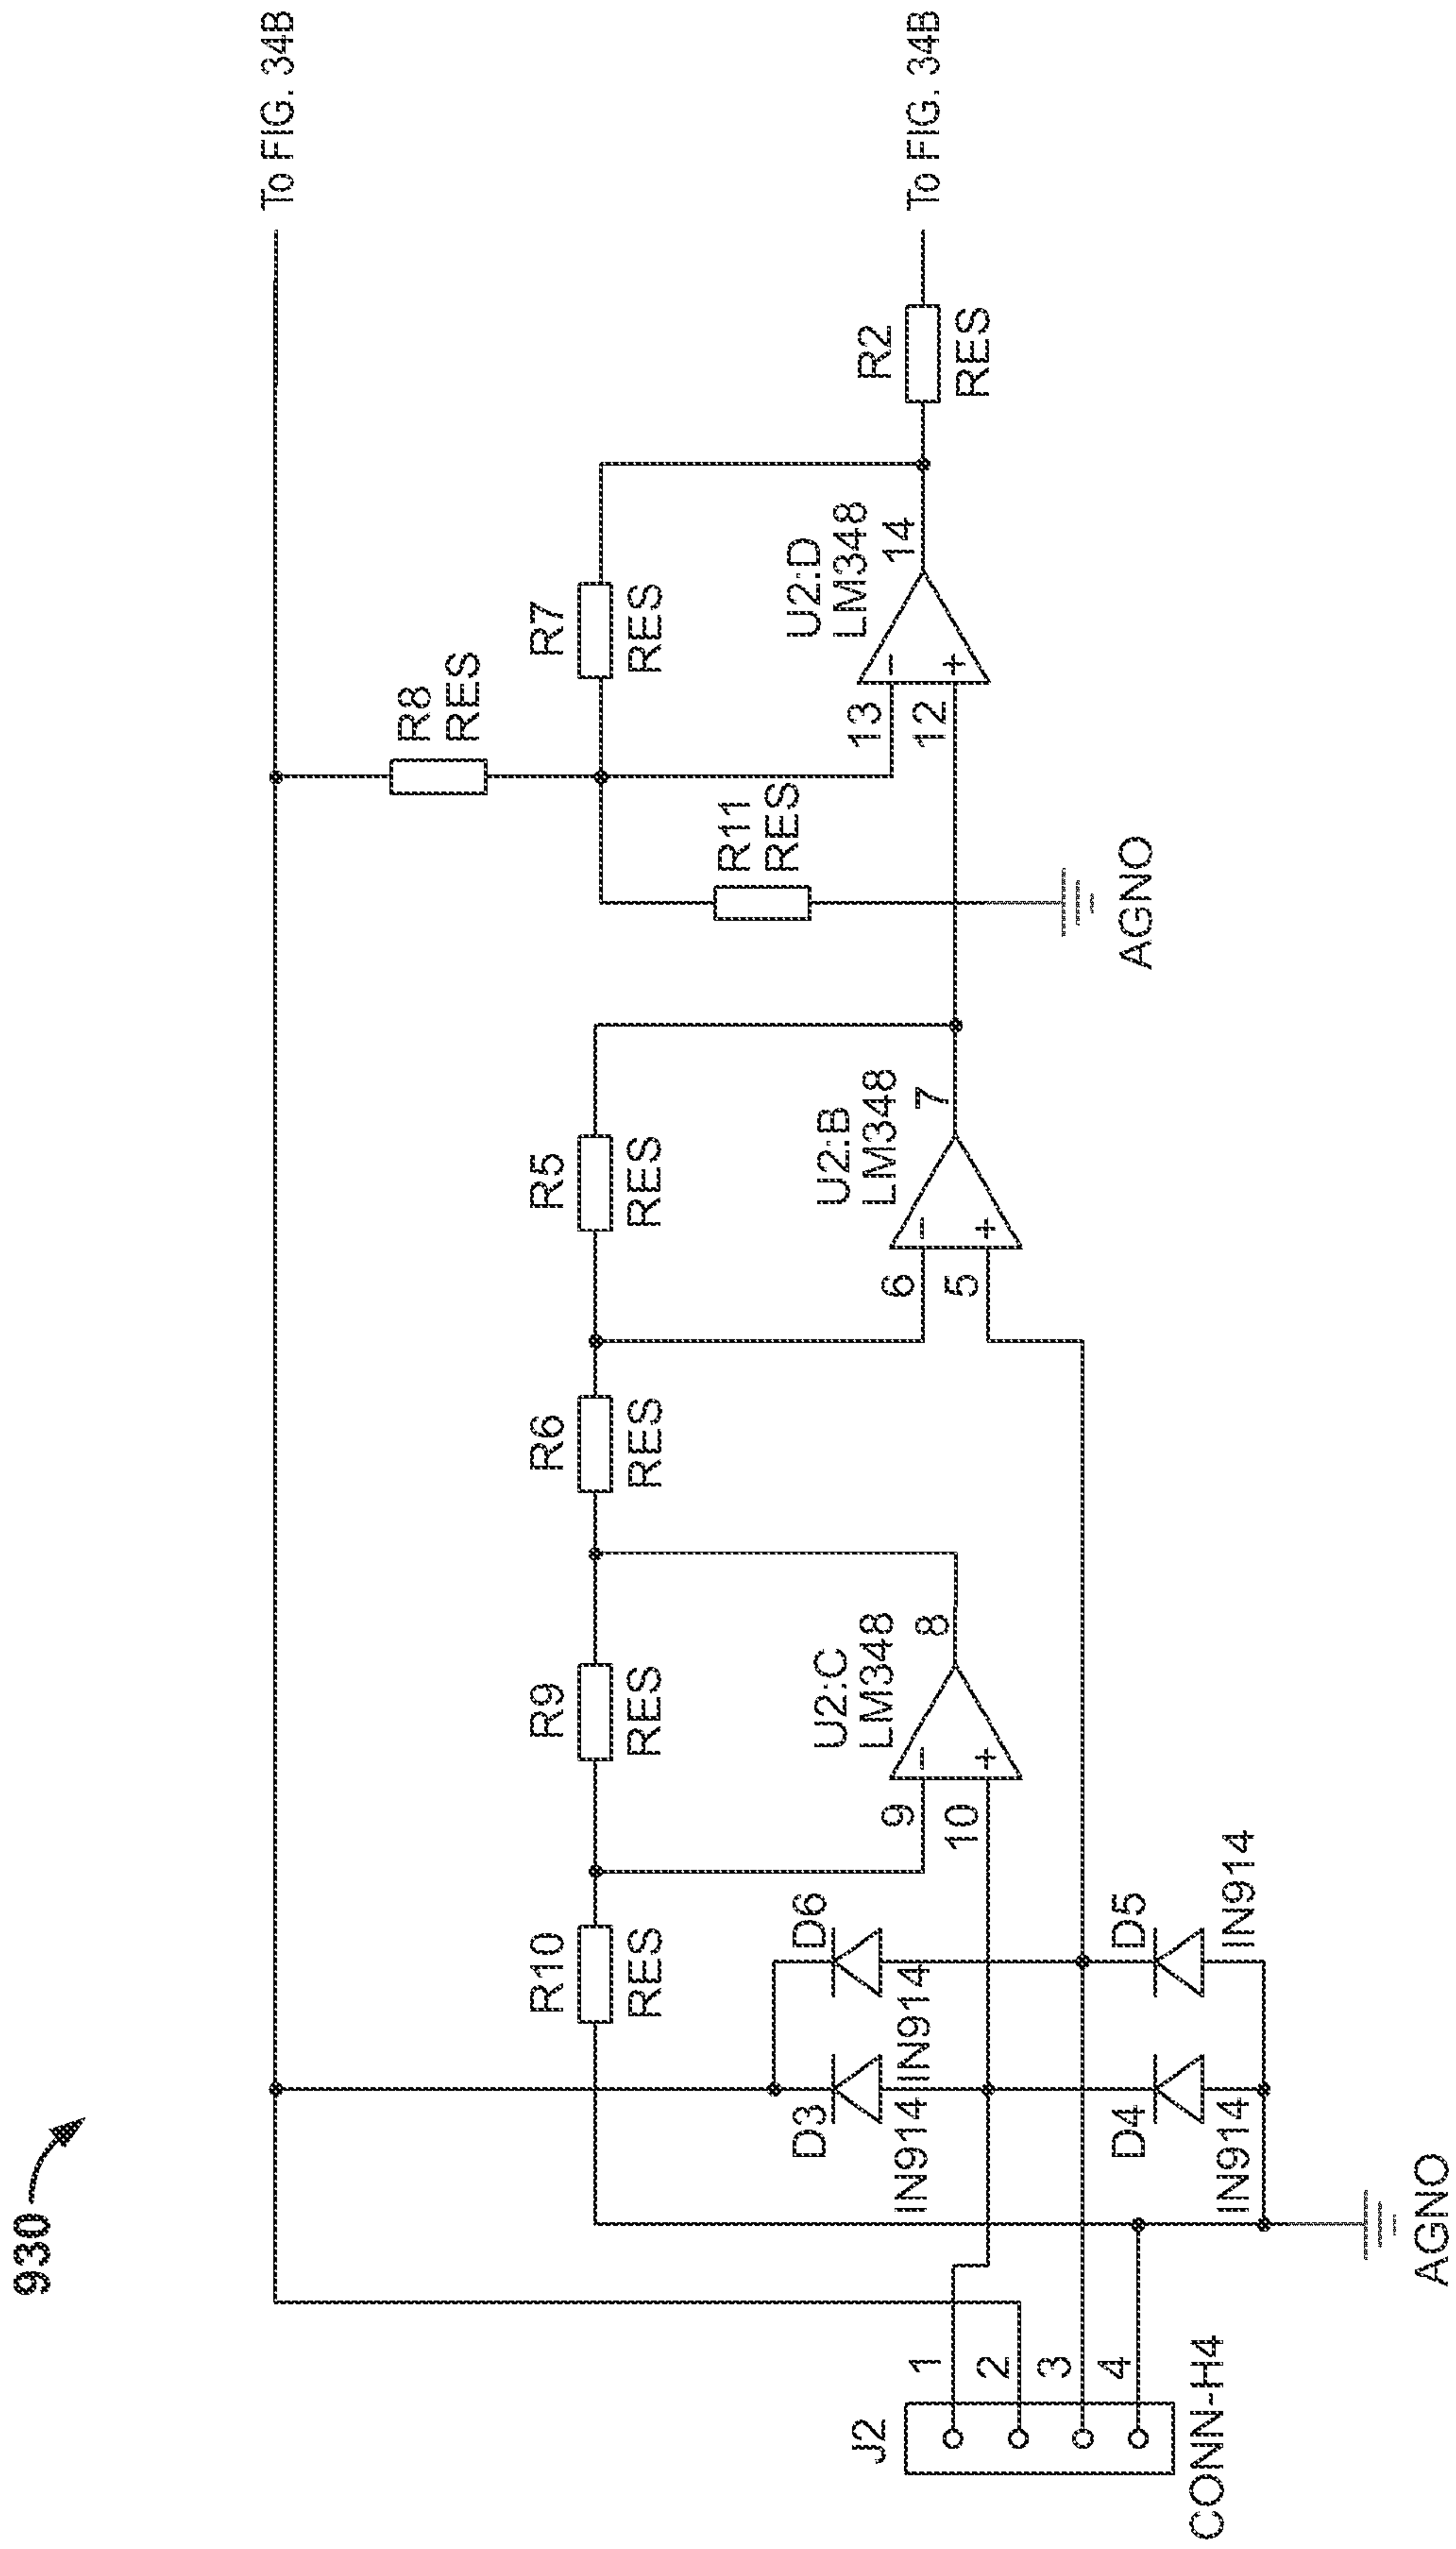 930
To FIG. 34B
R8
RES
R10
RES
R9
RES
R6
RES
R5
RES
R7
RES
R11
RES
U2:C
LM348
9
10
8
U2:B
LM348
6
5
7
U2:D
LM348
13
12
14
R2
RES
To FIG. 34B
D3
IN914
D6
IN914
D4
IN914
D5
IN914
J2
1
2
3
4
CONN-H4
AGNO
AGNO